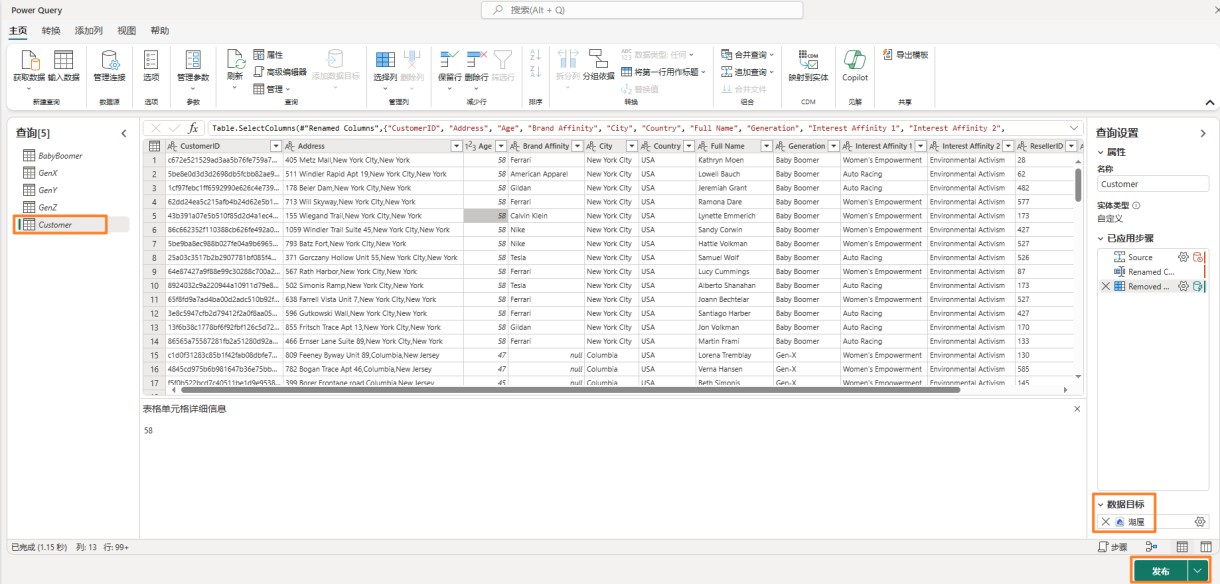 Power Query
搜索(Alt + Q)
主页 转换 添加列 视图 帮助
获取数据 输入数据 管理连接 选项 管理参数 刷新 属性 高级编辑器 管理 添加数据目标 选择列 删除列 保留行 删除行 筛选行 拆分列 分组依据 数据类型: 任何 将第一行用作标题 替换值 合并查询 追加查询 合并文件 映射到实体 Copilot 导出模板
新建查询 数据源 选项 参数 查询 管理列 减少行 排序 转换 组合 CDM 见解 共享
查询[5]
BabyBoomer
GenX
GenY
GenZ
Customer
fx Table.SelectColumns(#"Renamed Columns",{"CustomerID", "Address", "Age", "Brand Affinity", "City", "Country", "Full Name", "Generation", "Interest Affinity 1", "Interest Affinity 2",
CustomerID Address Age Brand Affinity City Country Full Name Generation Interest Affinity 1 Interest Affinity 2 ResellerID
1 c672e521529ad3aa5b76fe759a7... 405 Metz Mall,New York City,New York 58 Ferrari New York City USA Kathryn Moen Baby Boomer Women's Empowerment Environmental Activism 28
2 5be8e0d3d3d2698db5fcbb82ae9... 511 Windler Rapid Apt 19,New York City,New York 58 American Apparel New York City USA Lowell Bauch Baby Boomer Auto Racing Environmental Activism 62
3 1cf97febc1ff6592990e626c4e739... 178 Beier Dam,New York City,New York 58 Gildan New York City USA Jeremiah Grant Baby Boomer Auto Racing Environmental Activism 482
4 62dd24ea5c215afb4b24d62e5b1... 713 Will Skyway,New York City,New York 58 Ferrari New York City USA Ramona Dare Baby Boomer Women's Empowerment Environmental Activism 577
5 43b391a07e5b510f85d2d4a1ec4... 155 Wiegand Trail,New York City,New York 58 Calvin Klein New York City USA Lynette Emmerich Baby Boomer Women's Empowerment Environmental Activism 173
6 86c662352f110388cb626fe492a0... 1059 Windler Trail Suite 45,New York City,New York 58 Nike New York City USA Sandy Corwin Baby Boomer Women's Empowerment Environmental Activism 427
7 5be9ba8ec988b027fe04a9b6965... 793 Batz Fort,New York City,New York 58 Nike New York City USA Hattie Volkman Baby Boomer Women's Empowerment Environmental Activism 527
8 25a03c3517b2b2907781bf085f4... 371 Gorczany Hollow Unit 55,New York City,New York 58 Tesla New York City USA Samuel Wolf Baby Boomer Auto Racing Environmental Activism 526
9 64e87427a9f88e99c30288c700a2... 567 Rath Harbor,New York City,New York 58 Ferrari New York City USA Lucy Cummings Baby Boomer Women's Empowerment Environmental Activism 87
10 8924032c9a220944a10911d79e8... 502 Simonis Ramp,New York City,New York 58 Tesla New York City USA Alberto Shanahan Baby Boomer Auto Racing Environmental Activism 173
11 65f8fd9a7ad4ba00d2adc510b92f... 638 Farrell Vista Unit 7,New York City,New York 58 Ferrari New York City USA Joann Bechtelar Baby Boomer Women's Empowerment Environmental Activism 527
12 3e8c5947cfb2d79412f2a0f8aa05... 596 Gutkowski Wall,New York City,New York 58 Ferrari New York City USA Santiago Harber Baby Boomer Auto Racing Environmental Activism 427
13 13f6b38c1778bf6f92fbf126c5d72... 855 Fritsch Trace Apt 13,New York City,New York 58 Gildan New York City USA Jon Volkman Baby Boomer Auto Racing Environmental Activism 170
14 86565a75587281fb2a51280d92a... 466 Ernser Lane Suite 89,New York City,New York 58 Ferrari New York City USA Martin Frami Baby Boomer Auto Racing Environmental Activism 133
15 c1d0f31283c85b1f42fab08dbfe7... 809 Feeney Byway Unit 89,Columbia,New Jersey 47 null Columbia USA Lorena Tremblay Gen-X Women's Empowerment Environmental Activism 130
16 4845cd975b6b981647b36e75bb... 782 Bogan Trace Apt 46,Columbia,New Jersey 47 null Columbia USA Verna Hansen Gen-X Women's Empowerment Environmental Activism 585
17 f5f0b522bcd7c40511be1d9e9538... 399 Borer Frontage road,Columbia,New Jersey 45 null Columbia USA Beth Simonis Gen-X Women's Empowerment Environmental Activism 145
表格单元格详细信息
58
查询设置
属性
名称
Customer
实体类型
自定义
已应用步骤
Source
Renamed C...
Removed ...
数据目标
湖屋
已完成 (1.15 秒) 列: 13 行: 99+
步骤
发布